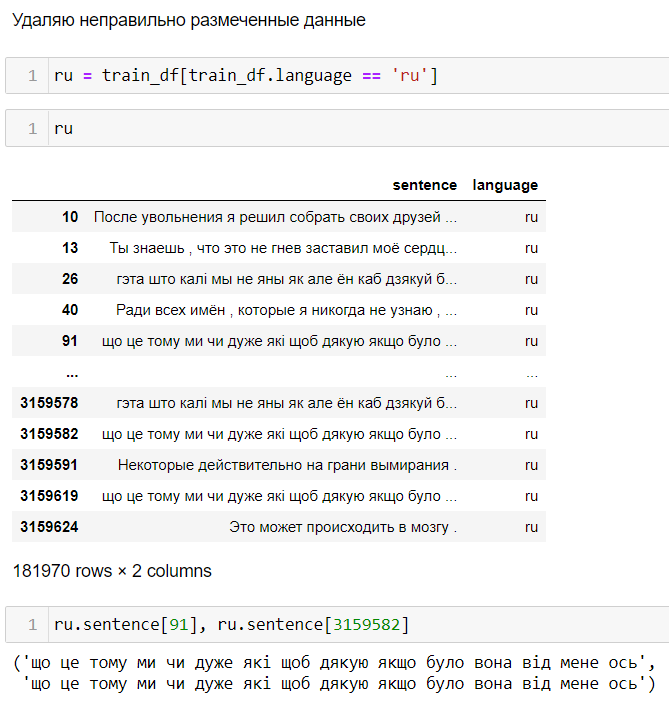 Удаляю неправильно размеченные данные
1 ru = train_df[train_df.language == 'ru']
1 ru
sentence language
10 После увольнения я решил собрать своих друзей ... ru
13 Ты знаешь , что это не гнев заставил моё сердц... ru
26 гэта што калі мы не яны як але ён каб дзякуй б... ru
40 Ради всех имён , которые я никогда не узнаю , ... ru
91 що це тому ми чи дуже які щоб дякую якщо було ... ru
... ... ...
3159578 гэта што калі мы не яны як але ён каб дзякуй б... ru
3159582 що це тому ми чи дуже які щоб дякую якщо було ... ru
3159591 Некоторые действительно на грани вымирания . ru
3159619 що це тому ми чи дуже які щоб дякую якщо було ... ru
3159624 Это может происходить в мозгу . ru
181970 rows × 2 columns
1 ru.sentence[91], ru.sentence[3159582]
('що це тому ми чи дуже які щоб дякую якщо було вона від мене ось',
'що це тому ми чи дуже які щоб дякую якщо було вона від мене ось')